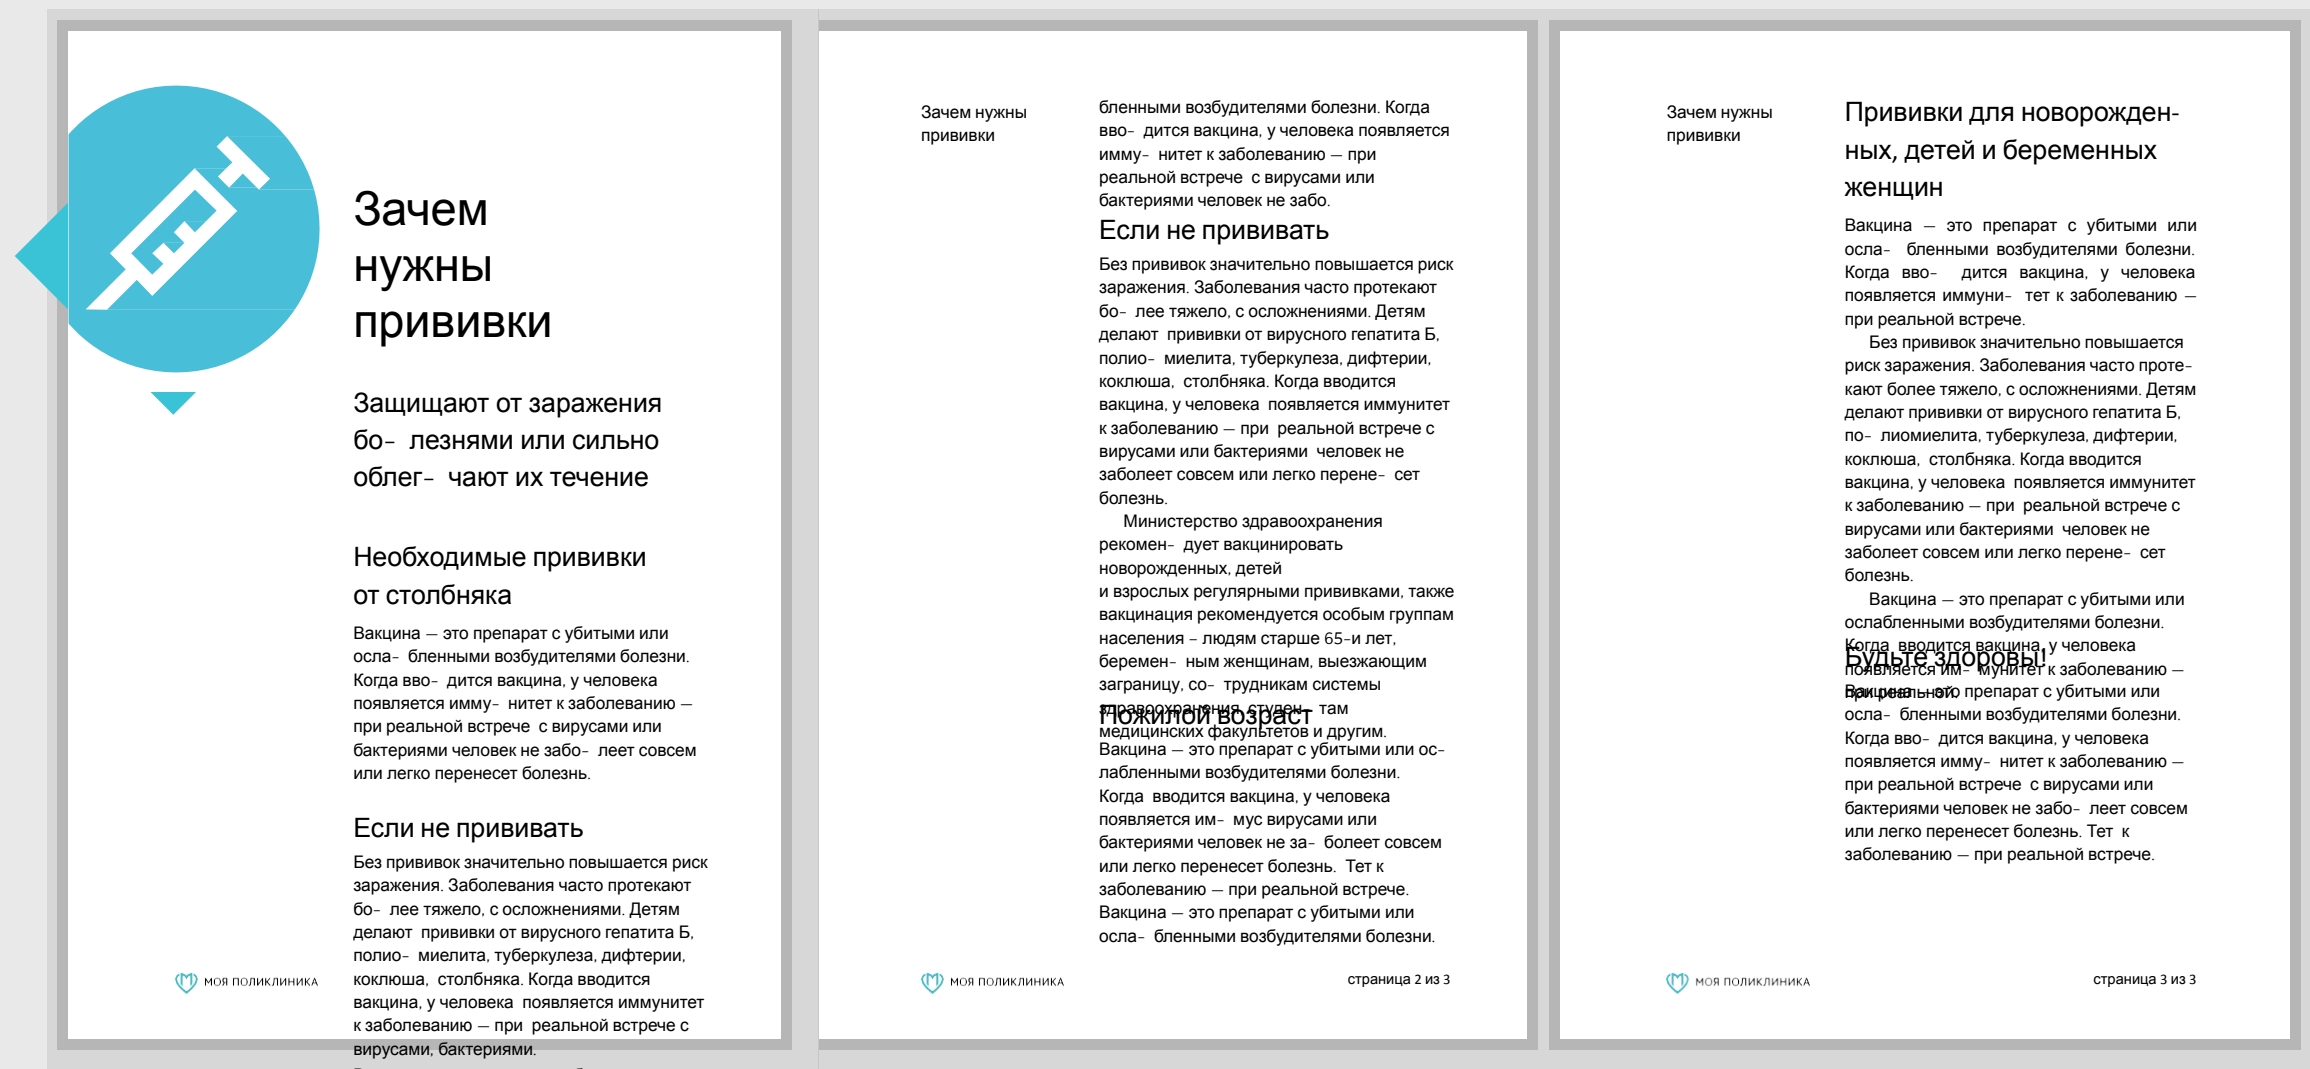 Зачем
нужны
прививки
Защищают от заражения
бо- лезнями или сильно
облег- чают их течение
Необходимые прививки
от столбняка
Вакцина – это препарат с убитыми или
осла- бленными возбудителями болезни.
Когда вво- дится вакцина, у человека
появляется имму- нитет к заболеванию –
при реальной встрече с вирусами или
бактериями человек не забо- леет совсем
или легко перенесет болезнь.
Если не прививать
Без прививок значительно повышается риск
заражения. Заболевания часто протекают
бо- лее тяжело, с осложнениями. Детям
делают прививки от вирусного гепатита Б,
полио- миелита, туберкулеза, дифтерии,
коклюша, столбняка. Когда вводится
вакцина, у человека появляется иммунитет
к заболеванию – при реальной встрече с
вирусами, бактериями.
МОЯ ПОЛИКЛИНИКА
Зачем нужны
прививки
бленными возбудителями болезни. Когда
вво- дится вакцина, у человека появляется
имму- нитет к заболеванию – при
реальной встрече с вирусами или
бактериями человек не забо.
Если не прививать
Без прививок значительно повышается риск
заражения. Заболевания часто протекают
бо- лее тяжело, с осложнениями. Детям
делают прививки от вирусного гепатита Б,
полио- миелита, туберкулеза, дифтерии,
коклюша, столбняка. Когда вводится
вакцина, у человека появляется иммунитет
к заболеванию – при реальной встрече с
вирусами или бактериями человек не
заболеет совсем или легко перене- сет
болезнь.
Министерство здравоохранения
рекомен- дует вакцинировать
новорожденных, детей
и взрослых регулярными прививками, также
вакцинация рекомендуется особым группам
населения – людям старше 65-и лет,
беремен- ным женщинам, выезжающим
заграницу, со- трудникам системы
здравоохранения, студен- там
Пожилой возраст
медицинских факультетов и другим.
Вакцина – это препарат с убитыми или ос-
лабленными возбудителями болезни.
Когда вводится вакцина, у человека
появляется им- мус вирусами или
бактериями человек не за- болеет совсем
или легко перенесет болезнь. Тет к
заболеванию – при реальной встрече.
Вакцина – это препарат с убитыми или
осла- бленными возбудителями болезни.
МОЯ ПОЛИКЛИНИКА
страница 2 из 3
Зачем нужны
прививки
Прививки для новорожден-
ных, детей и беременных
женщин
Вакцина – это препарат с убитыми или
осла- бленными возбудителями болезни.
Когда вво- дится вакцина, у человека
появляется иммуни- тет к заболеванию –
при реальной встрече.
Без прививок значительно повышается
риск заражения. Заболевания часто проте-
кают более тяжело, с осложнениями. Детям
делают прививки от вирусного гепатита Б,
по- лиомиелита, туберкулеза, дифтерии,
коклюша, столбняка. Когда вводится
вакцина, у человека появляется иммунитет
к заболеванию – при реальной встрече с
вирусами или бактериями человек не
заболеет совсем или легко перене- сет
болезнь.
Вакцина – это препарат с убитыми или
ослабленными возбудителями болезни.
Когда вводится вакцина, у человека
Будьте здоровы!
появляется им- мунитет к заболеванию –
при реальной.
Вакцина – это препарат с убитыми или
осла- бленными возбудителями болезни.
Когда вво- дится вакцина, у человека
появляется имму- нитет к заболеванию –
при реальной встрече с вирусами или
бактериями человек не забо- леет совсем
или легко перенесет болезнь. Тет к
заболеванию – при реальной встрече.
МОЯ ПОЛИКЛИНИКА
страница 3 из 3